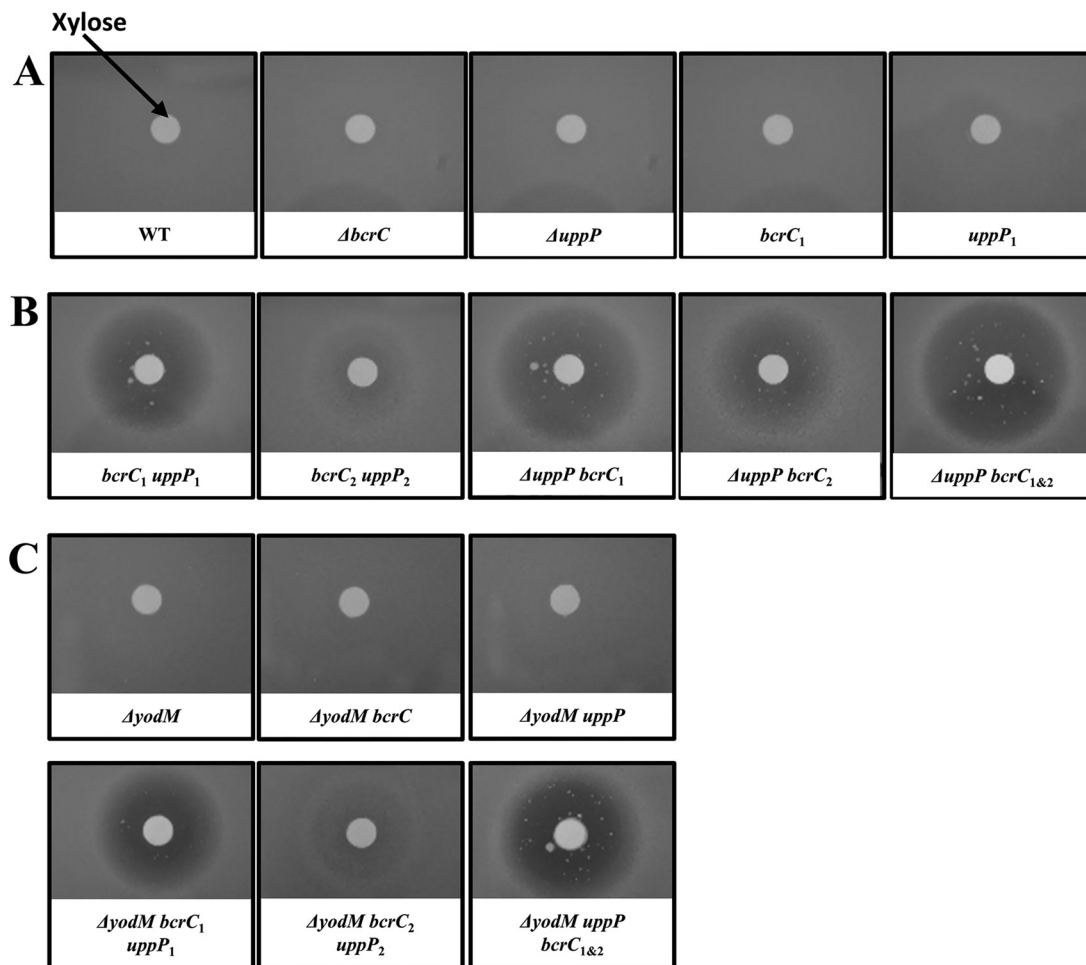 Xylose
A
WT
ΔbcrC
ΔuppP
bcrC₁
uppP₁
B
bcrC₁ uppP₁
bcrC₂ uppP₂
ΔuppP bcrC₁
ΔuppP bcrC₂
ΔuppP bcrC₁&₂
C
ΔyodM
ΔyodM bcrC
ΔyodM uppP
ΔyodM bcrC₁
uppP₁
ΔyodM bcrC₂
uppP₂
ΔyodM uppP
bcrC₁&₂